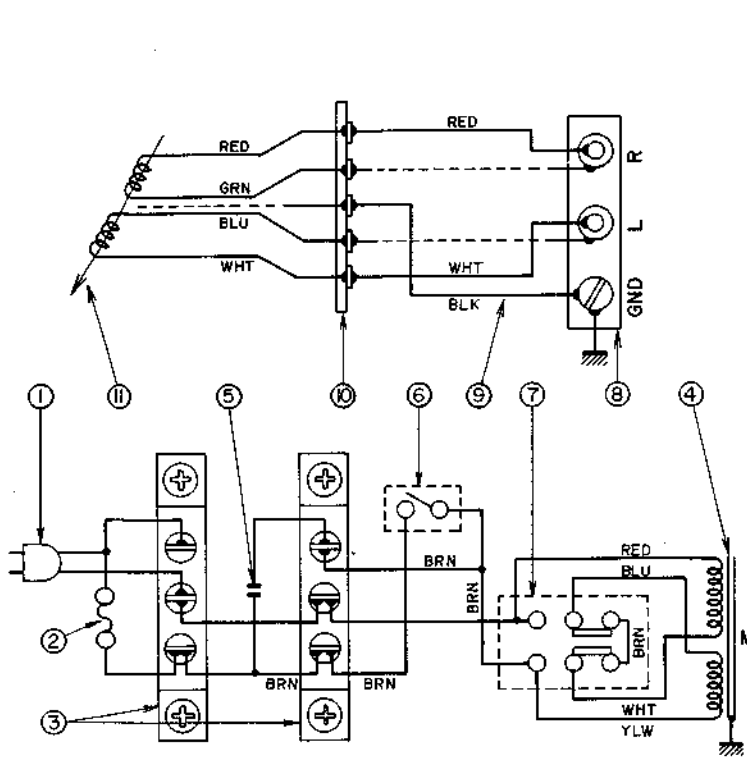 RED
RED
R
GRN
BLU
L
WHT
WHT
BLK
GND
1
11
5
10
6
9
7
8
4
RED
BRN
BLU
BRN
2
BRN
M
BRN
BRN
WHT
3
YLW